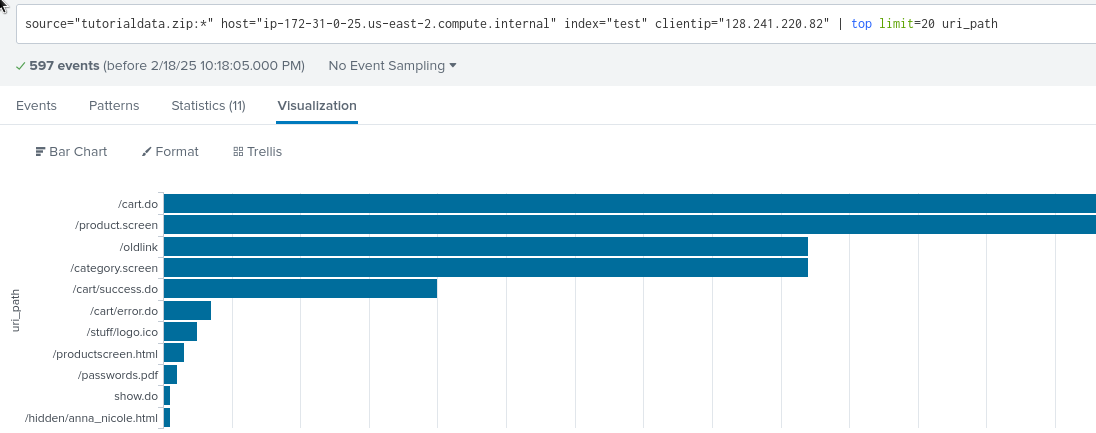 source="tutorialdata.zip:*" host="ip-172-31-0-25.us-east-2.compute.internal" index="test" clientip="128.241.220.82" | top limit=20 uri_path
597 events (before 2/18/25 10:18:05.000 PM) No Event Sampling
Events Patterns Statistics (11) Visualization
Bar Chart Format Trellis
/cart.do
/product.screen
/oldlink
/category.screen
/cart/success.do
/cart/error.do
/stuff/logo.ico
/productscreen.html
/passwords.pdf
show.do
/hidden/anna_nicole.html
uri_path